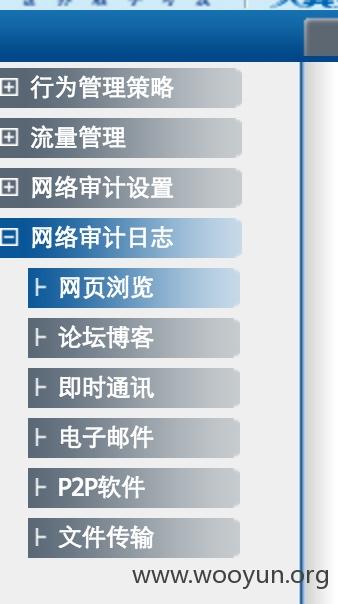 行为管理策略
流量管理
网络审计设置
网络审计日志
网页浏览
论坛博客
即时通讯
电子邮件
P2P软件
文件传输
www.wooyun.org